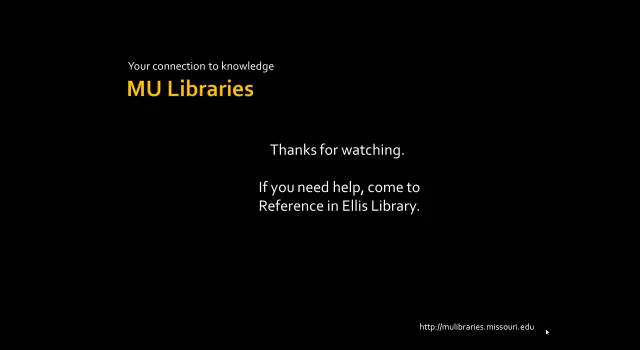 Your connection to knowledge
MU Libraries
Thanks for watching.
If you need help, come to
Reference in Ellis Library.
http://mulibraries.missouri.edu